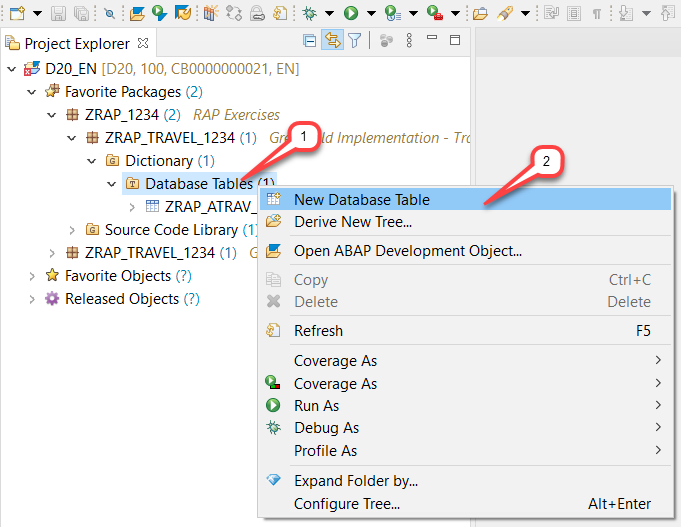 Project Explorer
D20_EN [D20, 100, CB0000000021, EN]
Favorite Packages (2)
ZRAP_1234 (2) RAP Exercises
1
ZRAP_TRAVEL_1234 (1) Implementation - Tra
Dictionary (1)
2
Database Tables (1)
New Database Table
ZRAP_ATRAV_
Derive New Tree...
Source Code Library (1)
Open ABAP Development Object...
ZRAP_TRAVEL_1234 (1)
Favorite Objects (?)
Copy Ctrl+C
Released Objects (?)
Delete Delete
Refresh F5
Coverage As
Coverage As
Run As
Debug As
Profile As
Expand Folder by...
Configure Tree... Alt+Enter